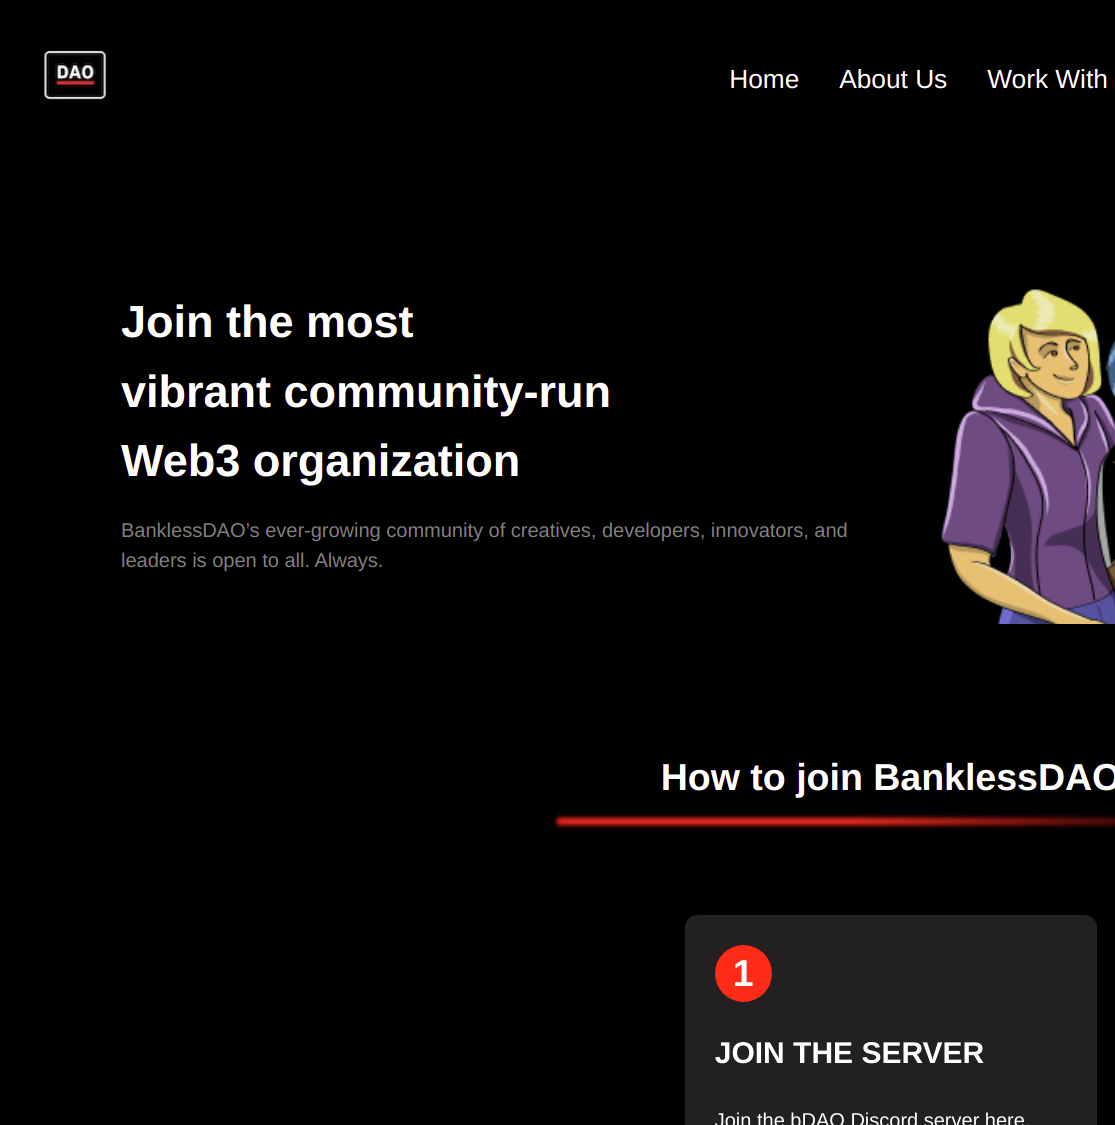 DAO
Home About Us Work With
Join the most
vibrant community-run
Web3 organization
BanklessDAO’s ever-growing community of creatives, developers, innovators, and
leaders is open to all. Always.
How to join BanklessDAO
1
JOIN THE SERVER
Join the bDAO Discord server here